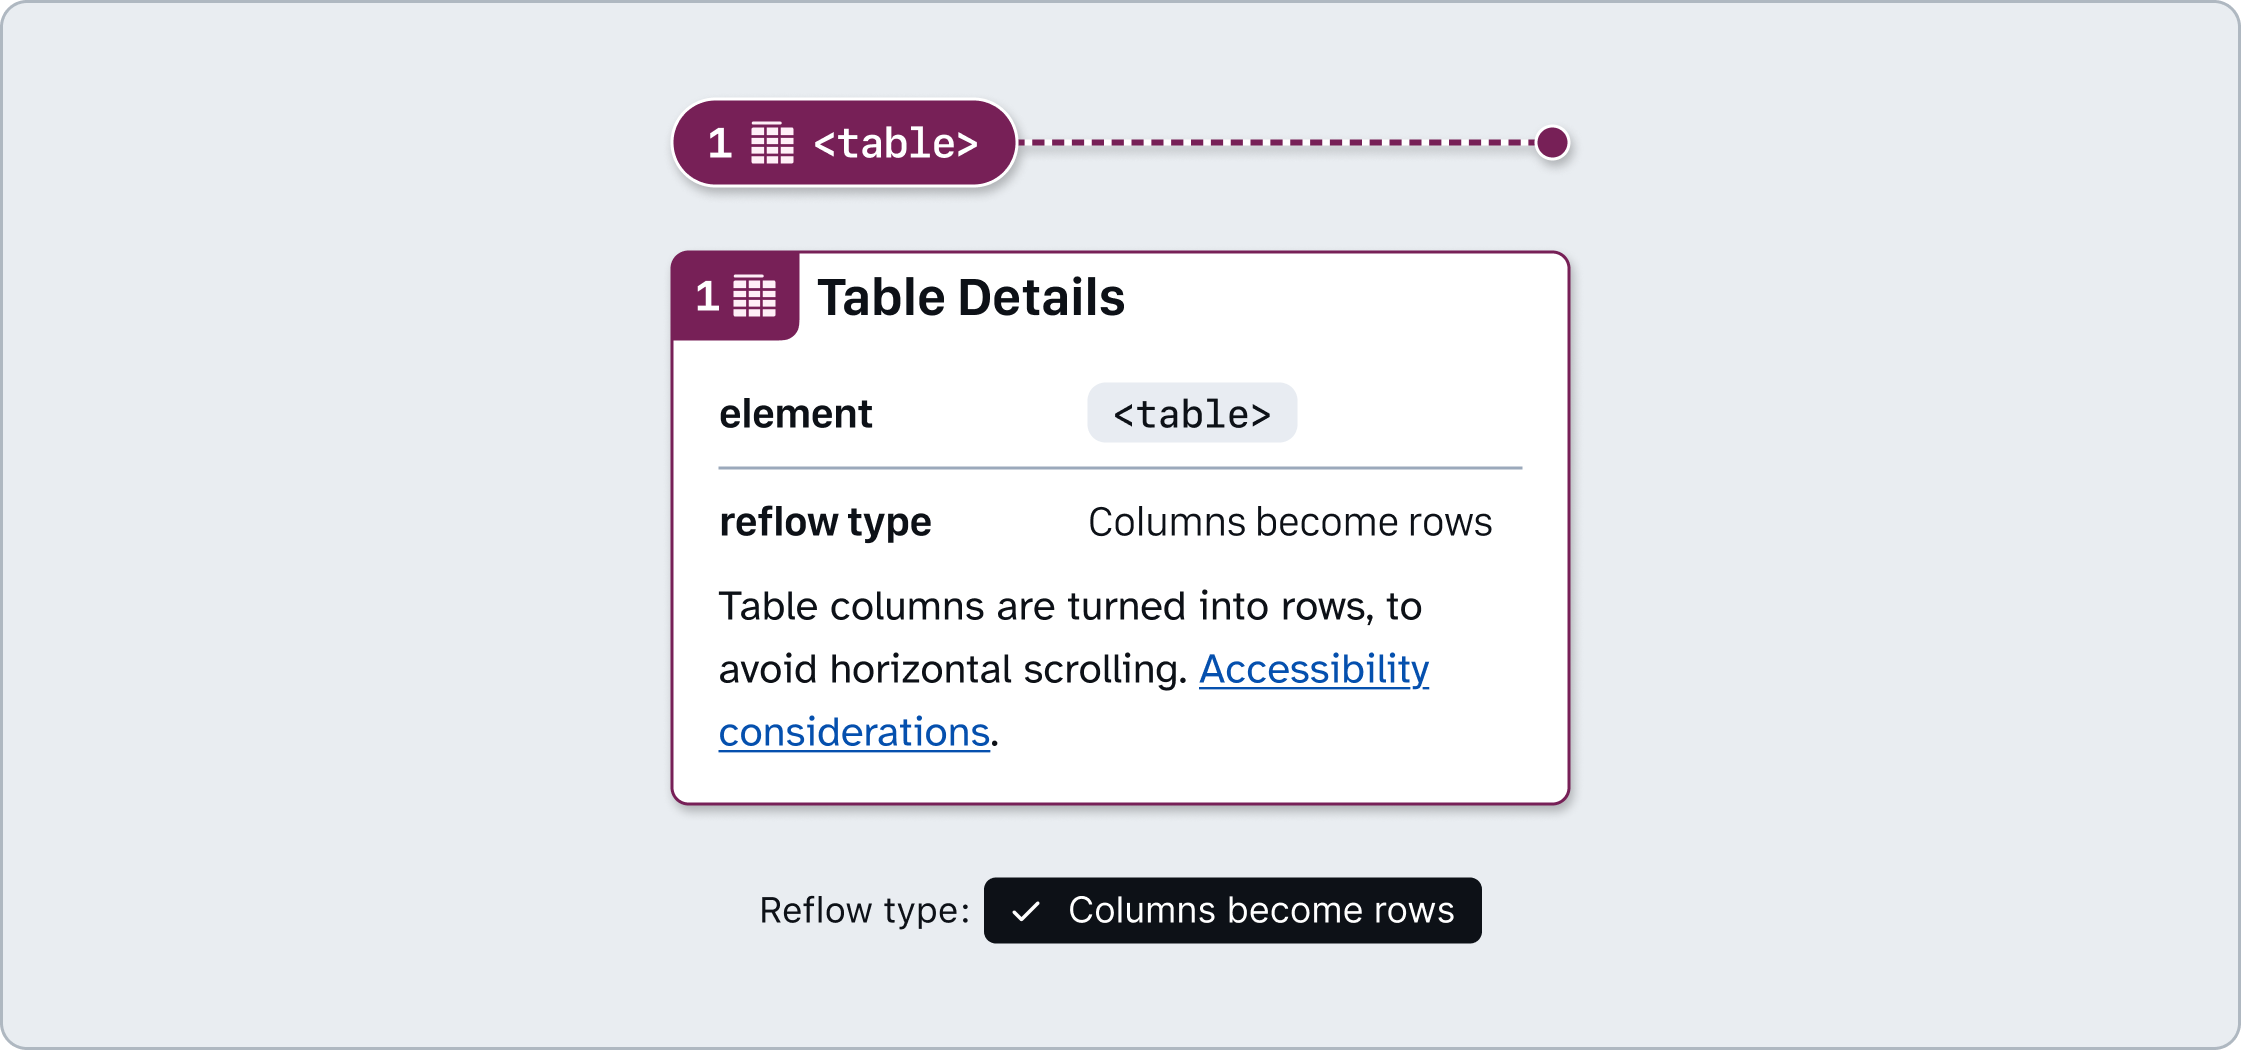 1 <table>
1 Table Details
element <table>
reflow type Columns become rows
Table columns are turned into rows, to
avoid horizontal scrolling. Accessibility
considerations.
Reflow type: ✓ Columns become rows